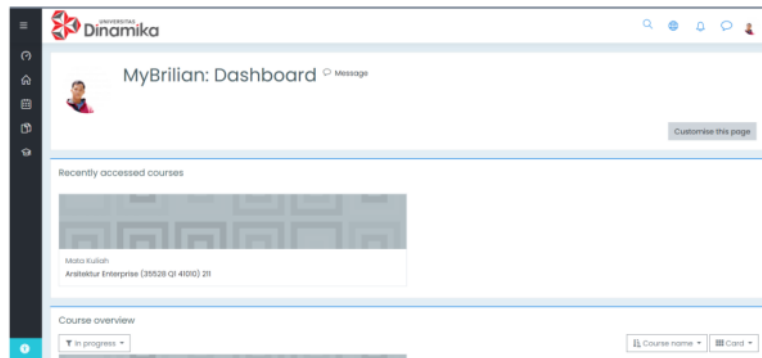 UNIVERSITAS
Dinamika
MyBrilian: Dashboard Message
Customise this page
Recently accessed courses
Mata Kuliah
Arsitektur Enterprise (35528 Q1 41010) 211
Course overview
In progress
Course name
Card